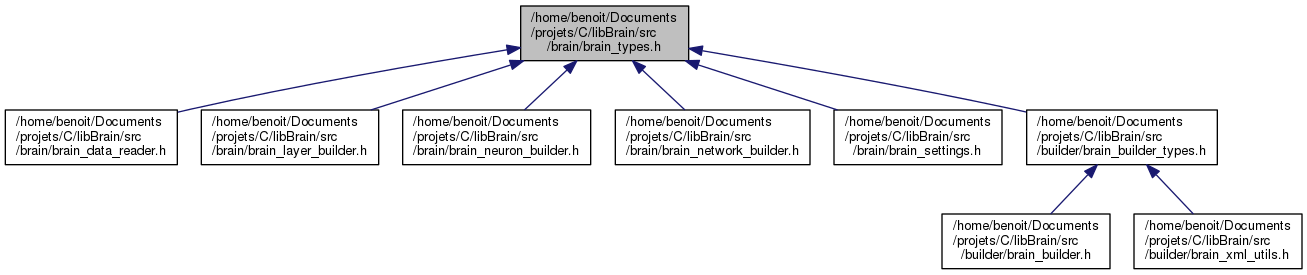 /home/benoit/Documents
/projets/C/libBrain/src
/brain/brain_types.h
/home/benoit/Documents
/projets/C/libBrain/src
/brain/brain_data_reader.h
/home/benoit/Documents
/projets/C/libBrain/src
/brain/brain_layer_builder.h
/home/benoit/Documents
/projets/C/libBrain/src
/brain/brain_neuron_builder.h
/home/benoit/Documents
/projets/C/libBrain/src
/brain/brain_network_builder.h
/home/benoit/Documents
/projets/C/libBrain/src
/brain/brain_settings.h
/home/benoit/Documents
/projets/C/libBrain/src
/builder/brain_builder_types.h
/home/benoit/Documents
/projets/C/libBrain/src
/builder/brain_builder.h
/home/benoit/Documents
/projets/C/libBrain/src
/builder/brain_xml_utils.h